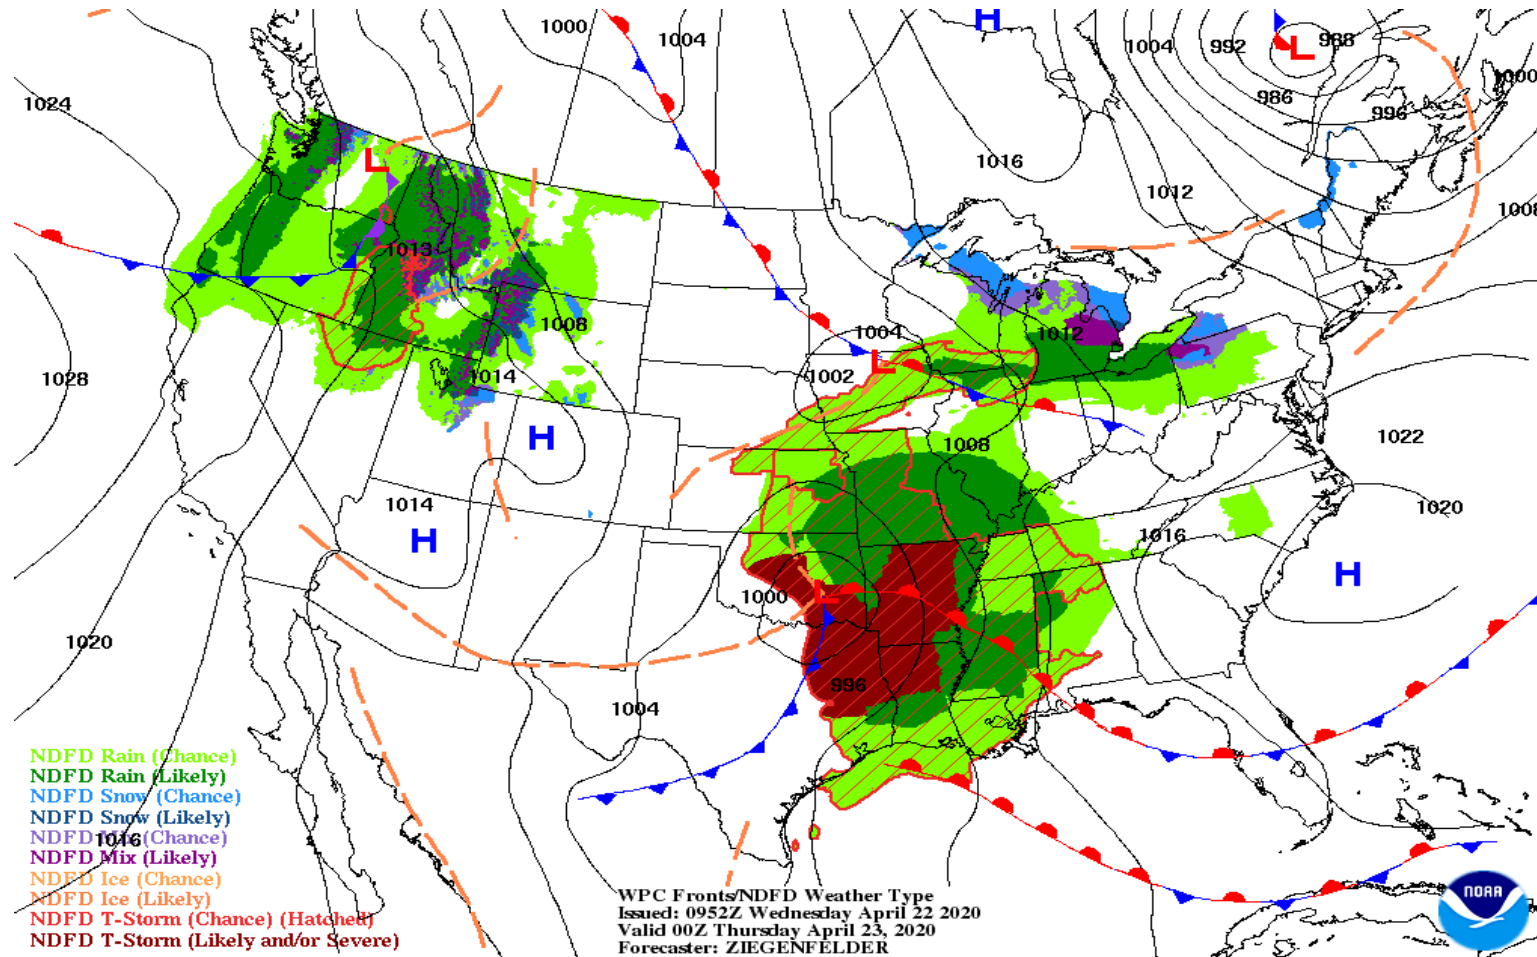 1000
1004
H
1004
992
988
1000
1024
986
996
L
1016
L
1012
1008
1013
1008
1004
1012
1028
1014
1002
L
H
1008
1022
1014
1020
H
1016
H
1000
L
1020
996
1004
NDFD Rain (Chance)
NDFD Rain (Likely)
NDFD Snow (Chance)
NDFD Snow (Likely)
NDFD Mix (Chance)
1016
NDFD Mix (Likely)
NDFD Ice (Chance)
NDFD Ice (Likely)
NDFD T-Storm (Chance) (Hatched)
NDFD T-Storm (Likely and/or Severe)
WPC Fronts/NDFD Weather Type
Issued: 0952Z Wednesday April 22 2020
Valid 00Z Thursday April 23, 2020
Forecaster: ZIEGENFELDER
NOAA